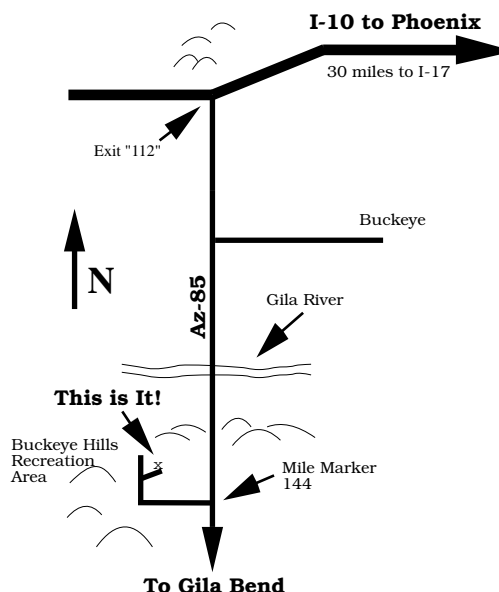 I-10 to Phoenix
30 miles to I-17
Exit "112"
Buckeye
N
Az-85
Gila River
This is It!
Buckeye Hills
Recreation
Area
x
Mile Marker
144
To Gila Bend